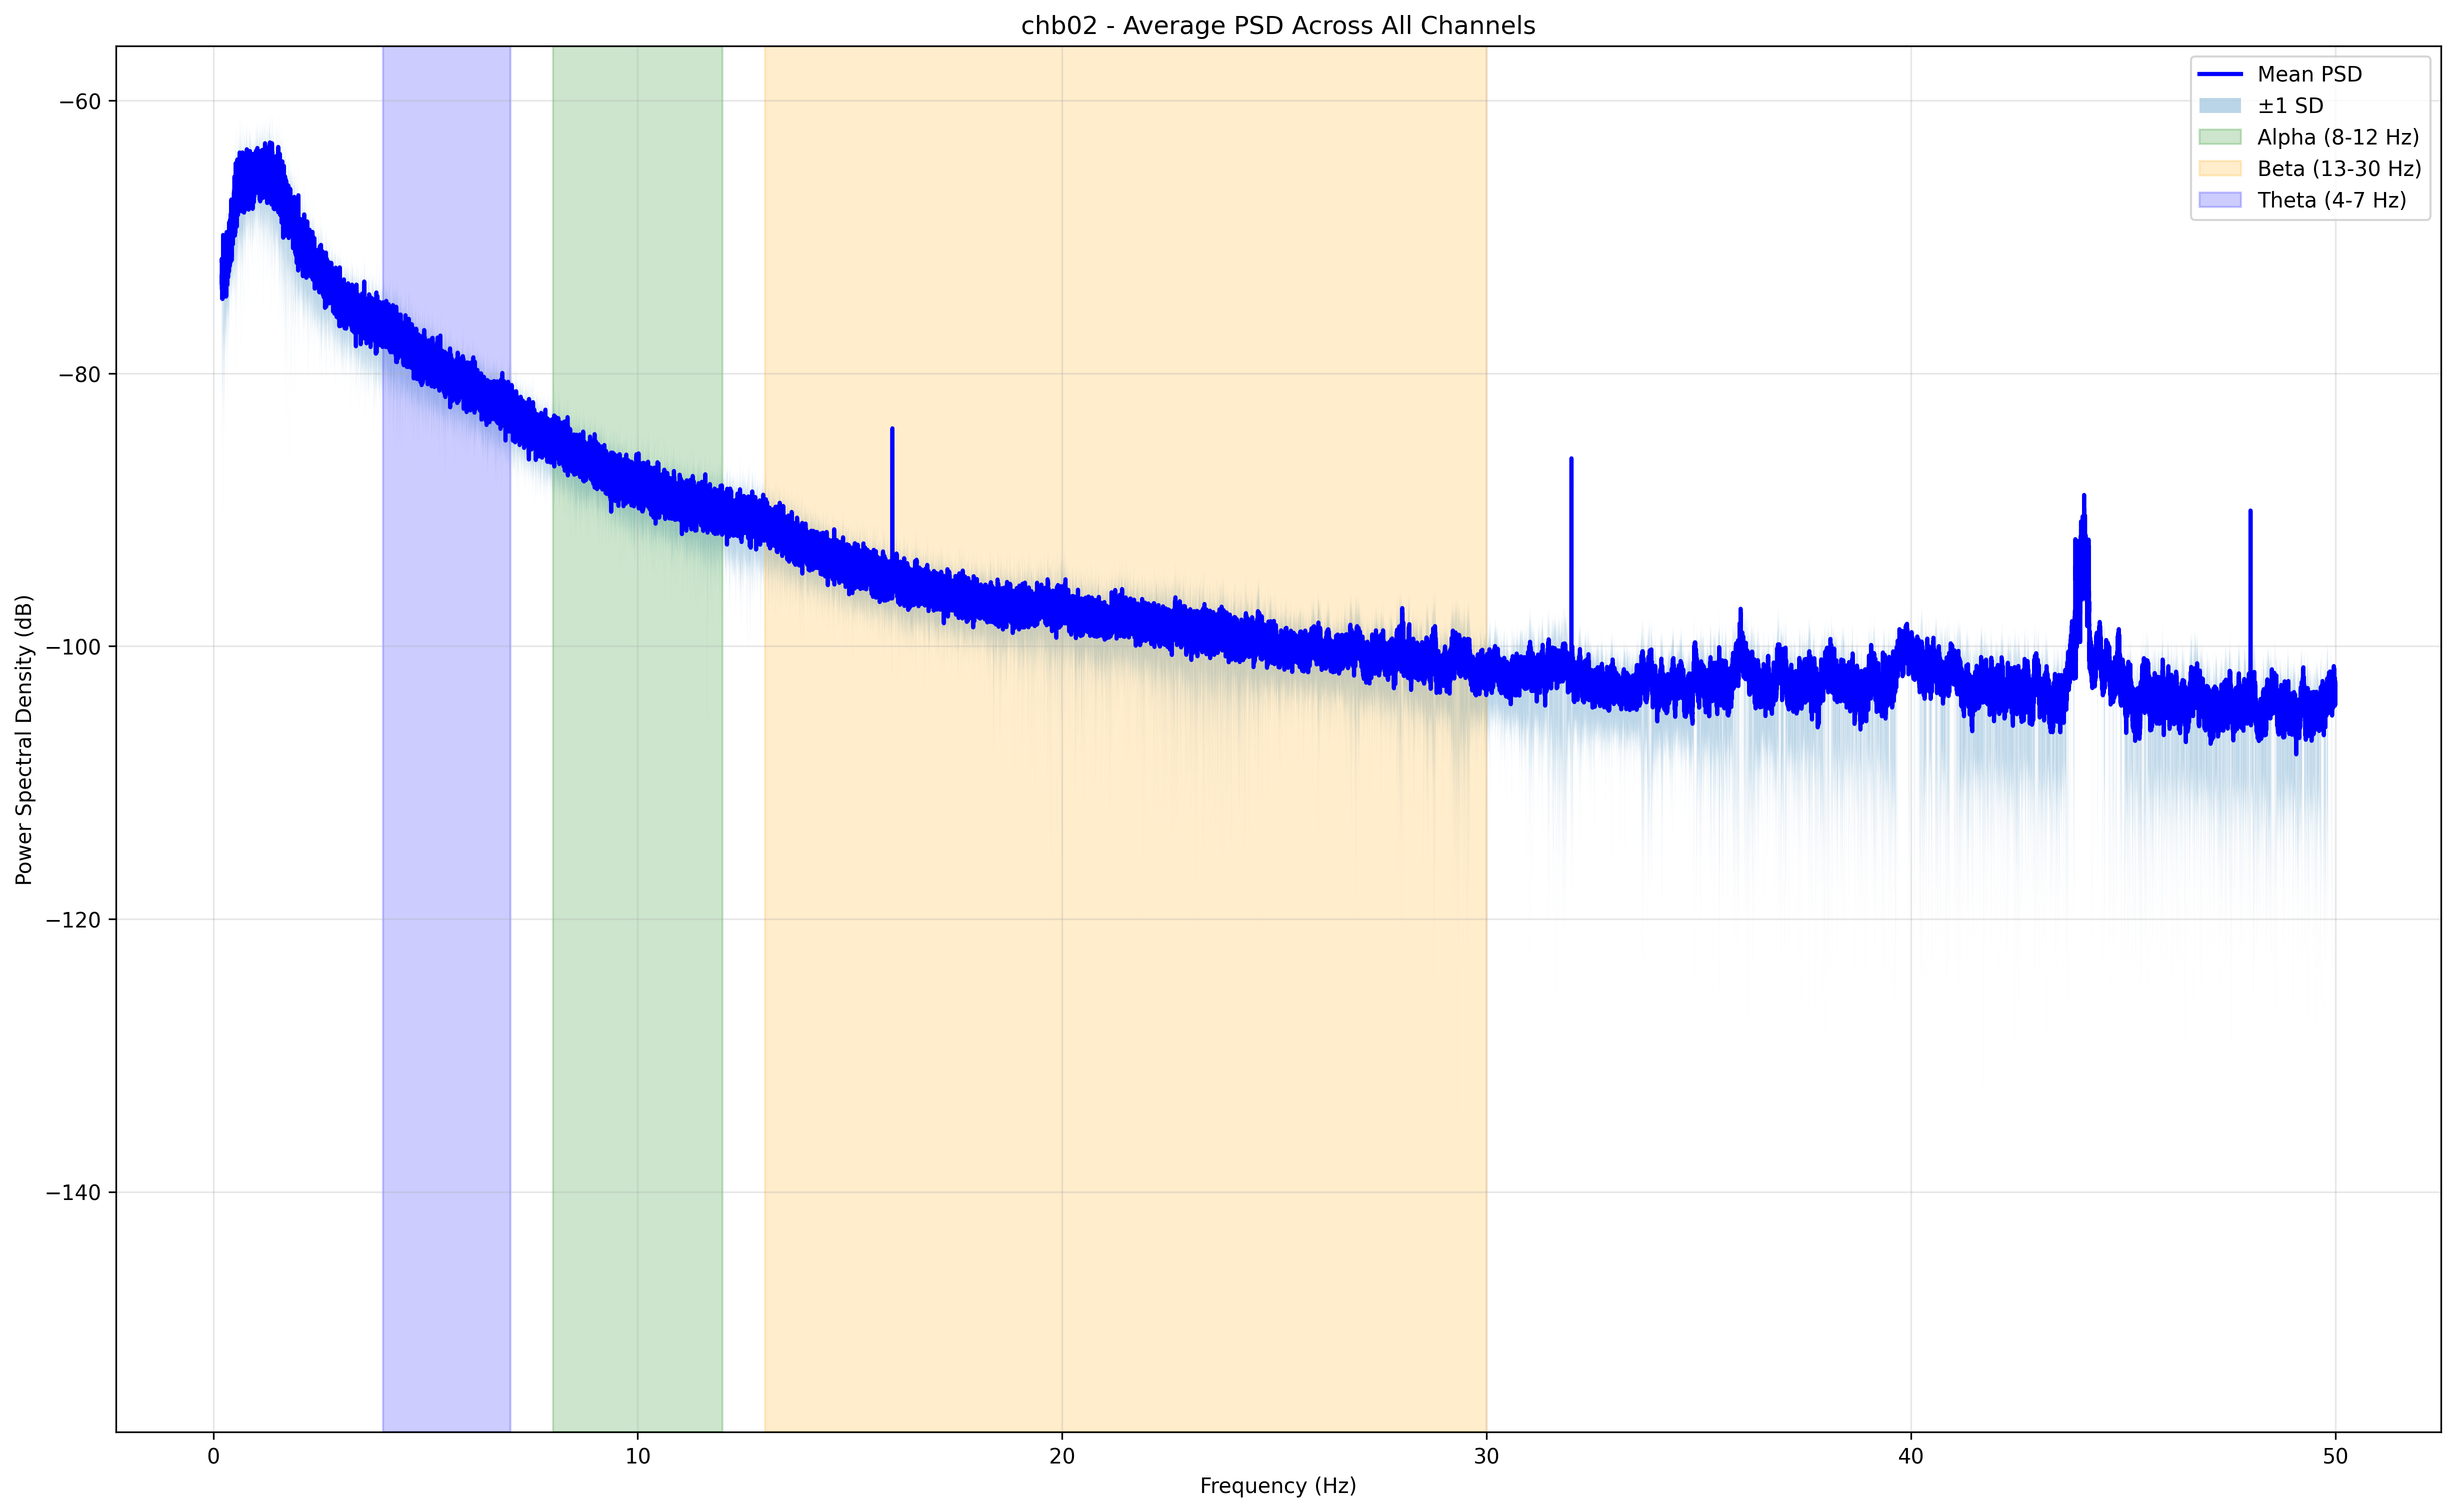 chb02 - Average PSD Across All Channels
Mean PSD
±1 SD
Alpha (8-12 Hz)
Beta (13-30 Hz)
Theta (4-7 Hz)
Power Spectral Density (dB)
−60
−80
−100
−120
−140
0
10
20
30
40
50
Frequency (Hz)